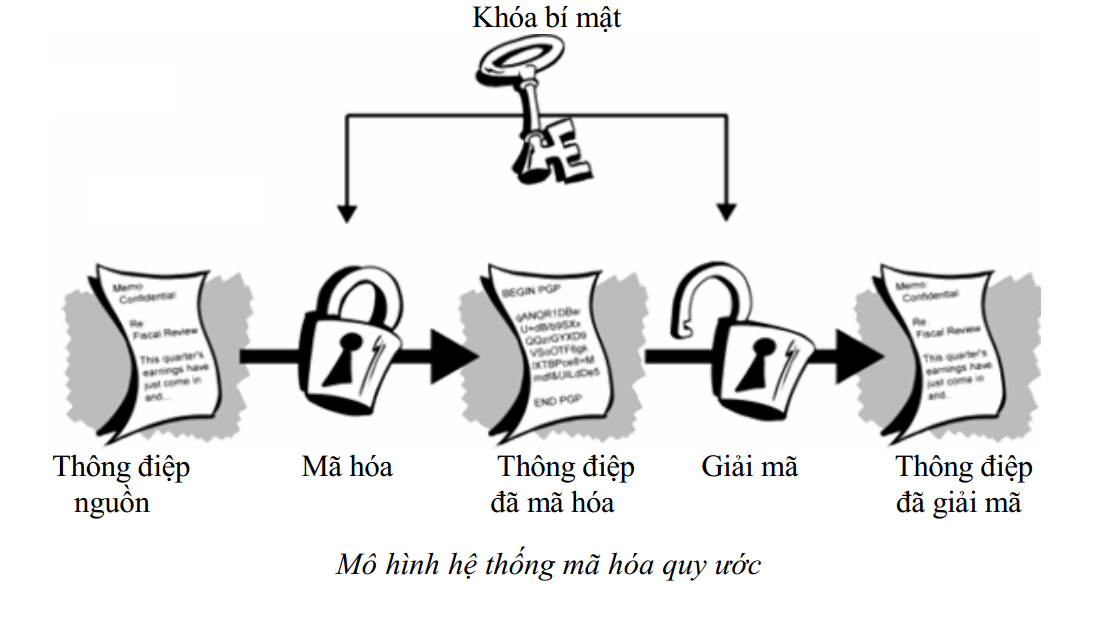 Khóa bí mật
Memo:
Confidential
Re:
Fiscal Review
This quarter's
earnings have
just come in
and...
BEGIN PGP
END PGP
Memo:
Confidential
Re:
Fiscal Review
This quarter's
earnings have
just come in
and...
Thông điệp
nguồn
Mã hóa
Thông điệp
đã mã hóa
Giải mã
Thông điệp
đã giải mã
Mô hình hệ thống mã hóa quy ước